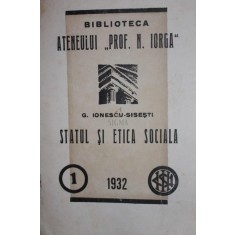 BIBLIOTECA
ATENEULUI „PROF. N. IORGA"
G. IONESCU-SISEȘTI
STATUL ȘI ETICA SOCIALA
1
1932